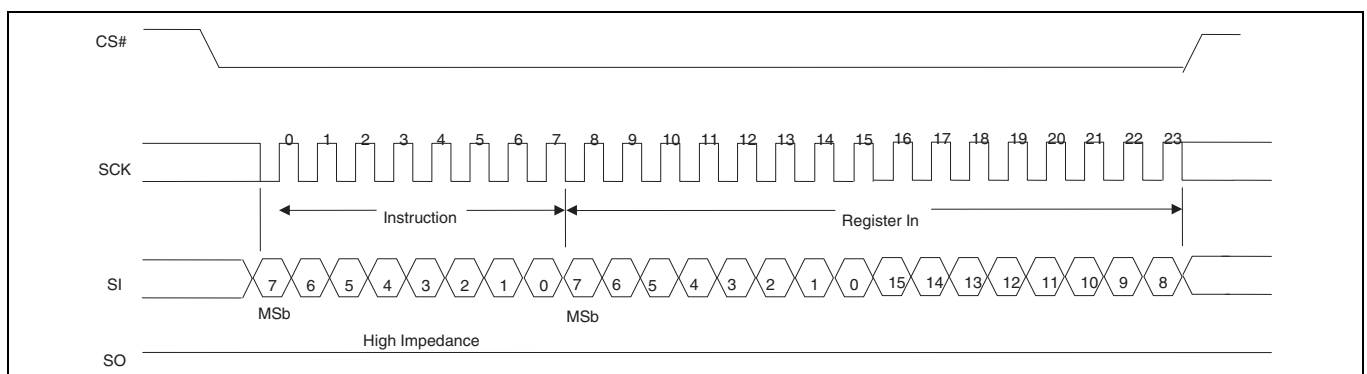 CS#
0 1 2 3 4 5 6 7 8 9 10 11 12 13 14 15 16 17 18 19 20 21 22 23
SCK
Instruction
Register In
SI
7 6 5 4 3 2 1 0 7 6 5 4 3 2 1 0 15 14 13 12 11 10 9 8
MSb
MSb
High Impedance
SO